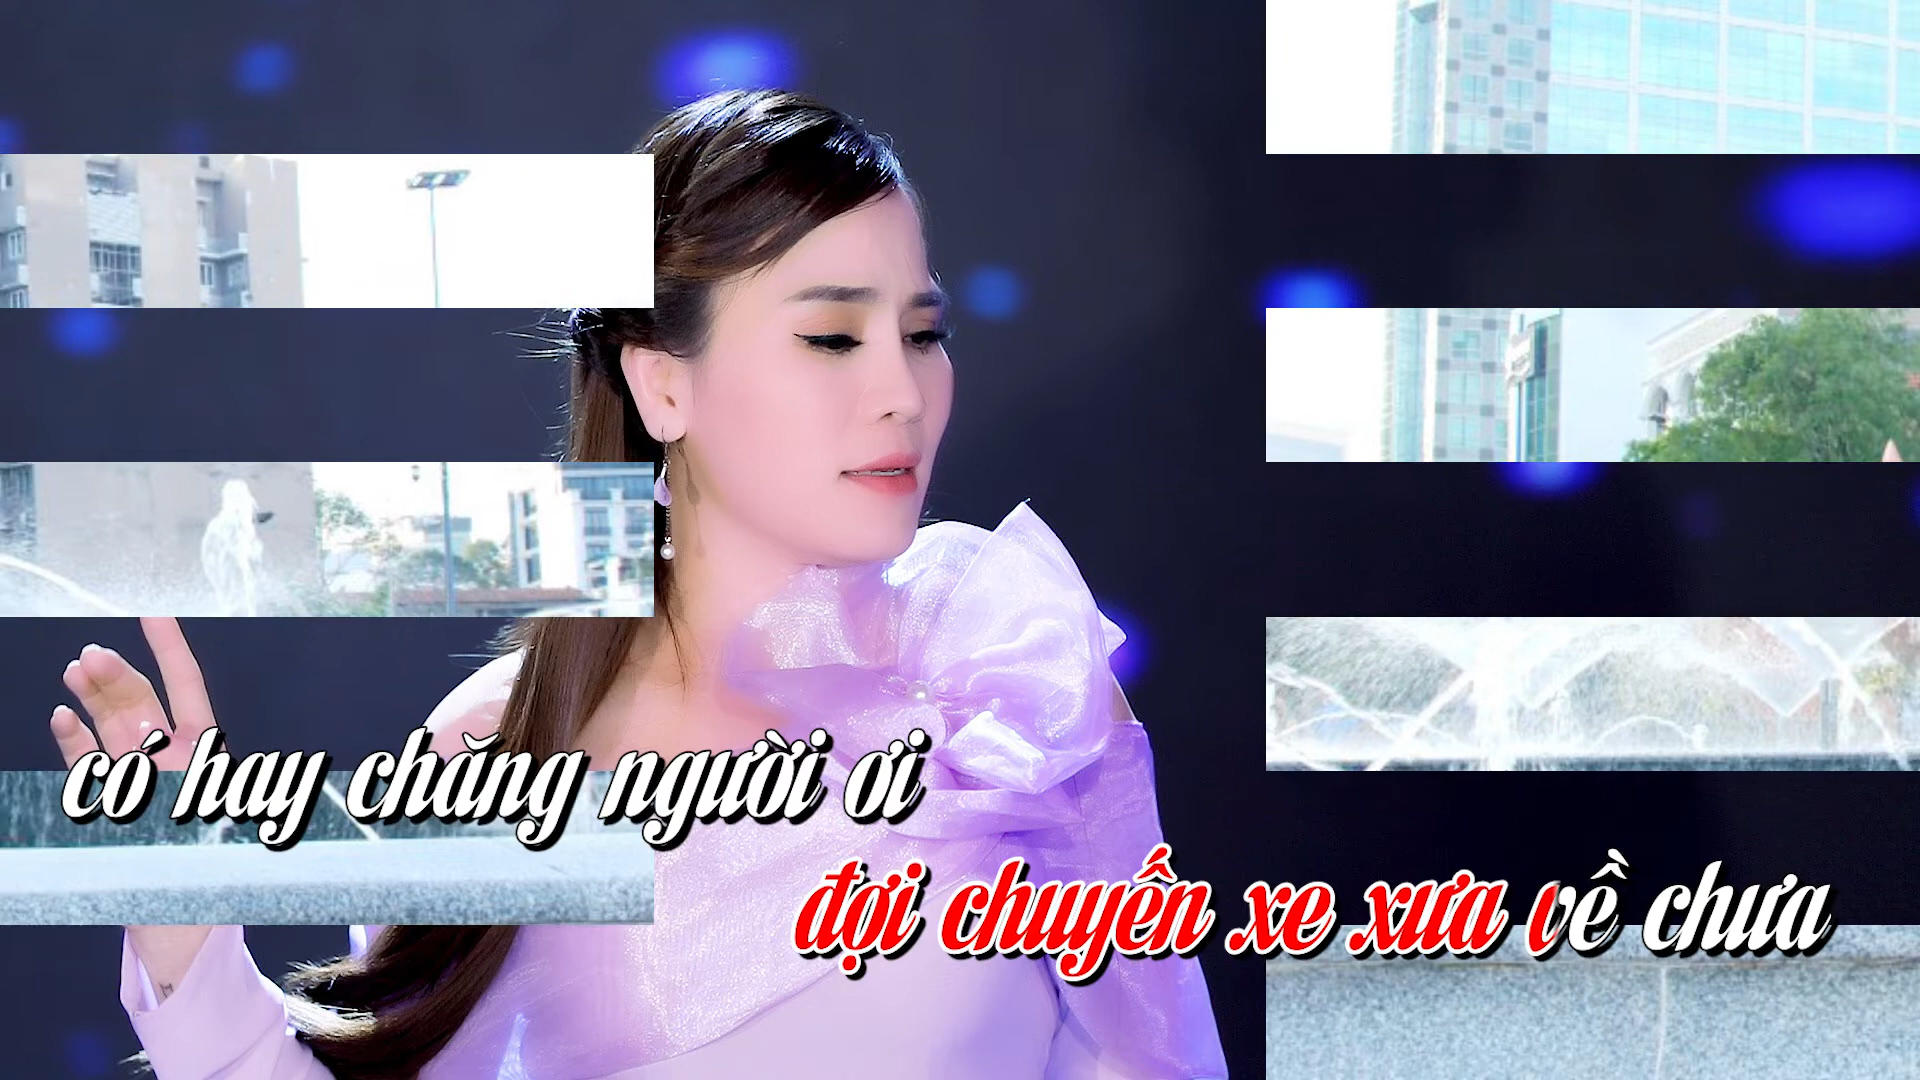 có hay chăng người ơi
đợi chuyến xe xưa về chưa